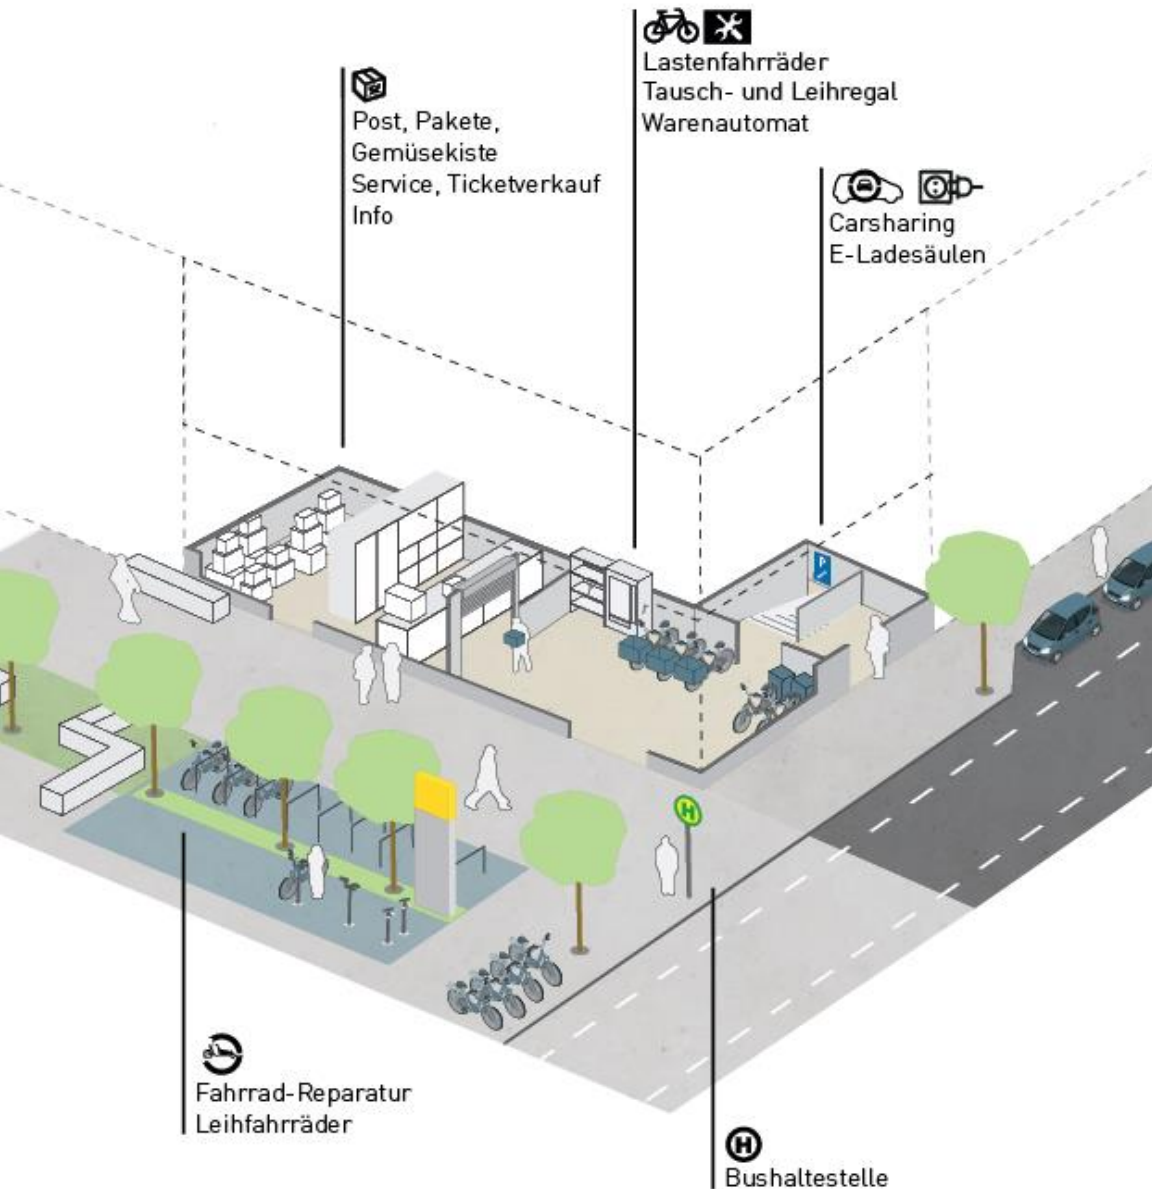 Lastenfahrräder
Tausch- und Leihregal
Warenautomat
Post, Pakete,
Gemüsekiste
Service, Ticketverkauf
Info
Carsharing
E-Ladesäulen
P
H
Fahrrad-Reparatur
Leihfahrräder
H
Bushaltestelle